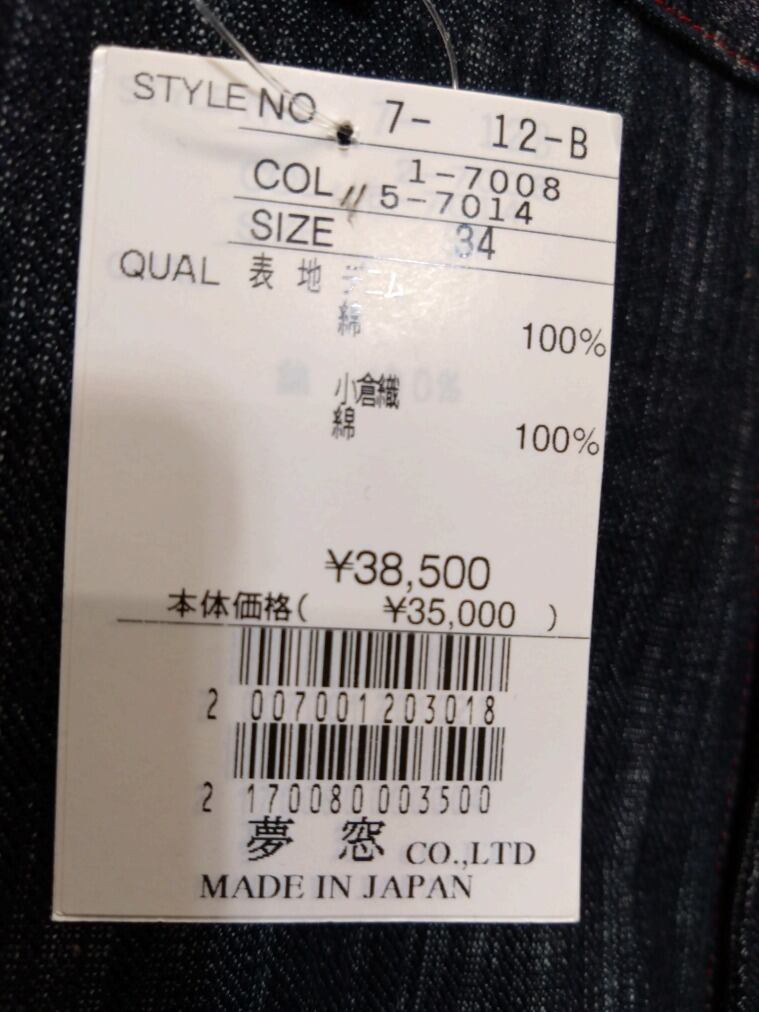 STYLE NO 7- 12-B
COL 1-7008
〃 5-7014
SIZE 34
QUAL 表 地 デニム
綿 100%
小倉織
綿 100%
¥38,500
本体価格( ¥35,000 )
2 007001203018
2 170080003500
夢 窓 CO.,LTD
MADE IN JAPAN